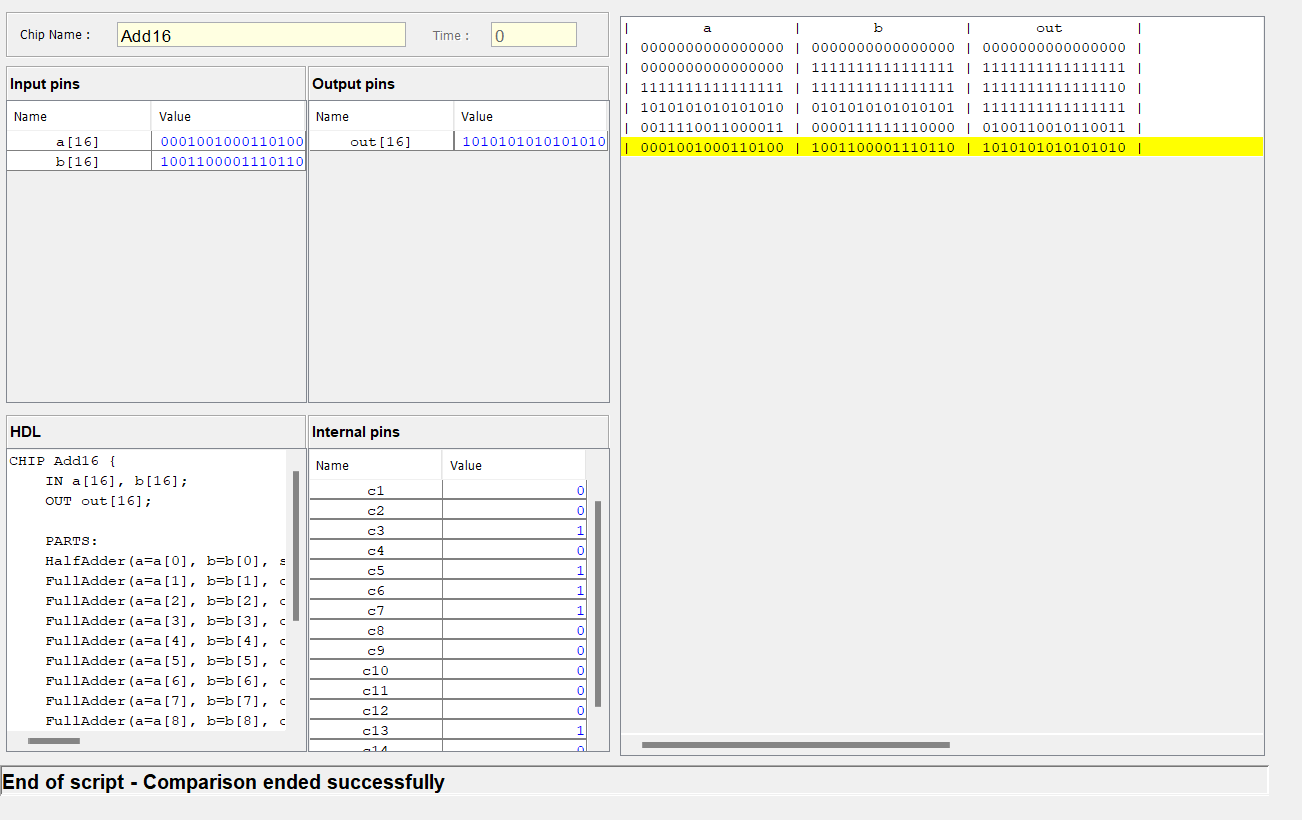 Chip Name :
Add16
Time :
0
Input pins
Name Value
a[16] 0001001000110100
b[16] 1001100001110110
Output pins
Name Value
out[16] 1010101010101010
HDL
CHIP Add16 {
    IN a[16], b[16];
    OUT out[16];
    PARTS:
    HalfAdder(a=a[0], b=b[0], s
    FullAdder(a=a[1], b=b[1], c
    FullAdder(a=a[2], b=b[2], c
    FullAdder(a=a[3], b=b[3], c
    FullAdder(a=a[4], b=b[4], c
    FullAdder(a=a[5], b=b[5], c
    FullAdder(a=a[6], b=b[6], c
    FullAdder(a=a[7], b=b[7], c
    FullAdder(a=a[8], b=b[8], c
Internal pins
Name Value
c1 0
c2 0
c3 1
c4 0
c5 1
c6 1
c7 1
c8 0
c9 0
c10 0
c11 0
c12 0
c13 1
c14 0
| a | b | out |
| 0000000000000000 | 0000000000000000 | 0000000000000000 |
| 0000000000000000 | 1111111111111111 | 1111111111111111 |
| 1111111111111111 | 1111111111111111 | 1111111111111110 |
| 1010101010101010 | 0101010101010101 | 1111111111111111 |
| 0011110011000011 | 0000111111110000 | 0100110010110011 |
| 0001001000110100 | 1001100001110110 | 1010101010101010 |
End of script - Comparison ended successfully